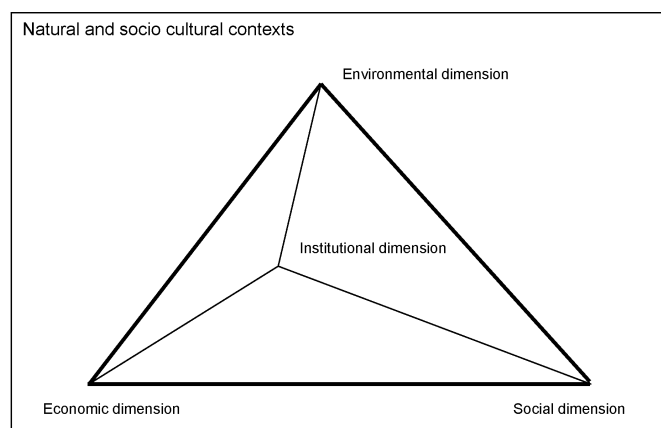 Natural and socio cultural contexts
Environmental dimension
Institutional dimension
Economic dimension
Social dimension